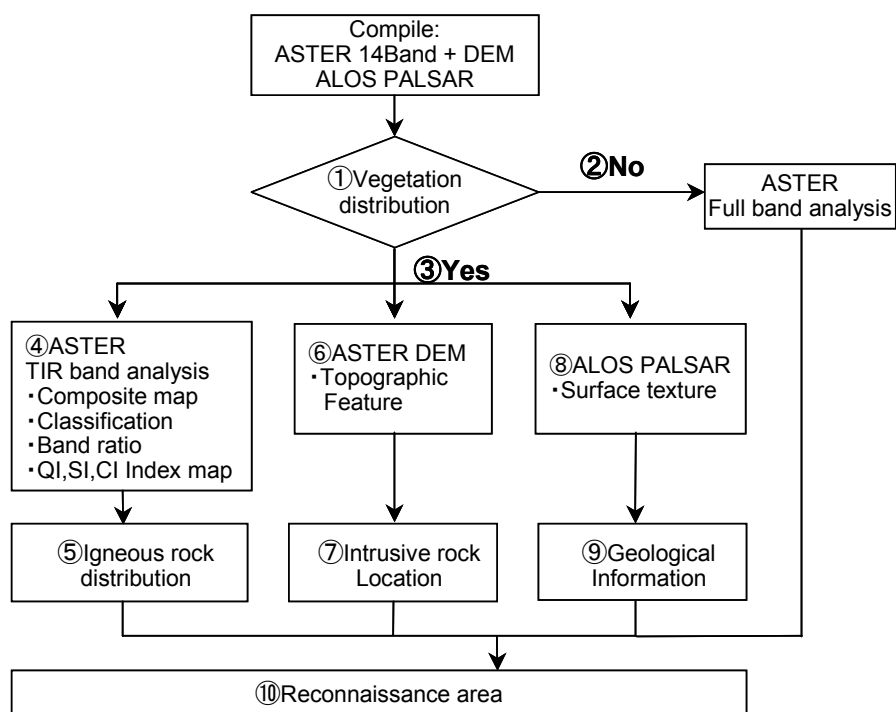 Compile:
ASTER 14Band + DEM
ALOS PALSAR
①Vegetation
distribution
②No
ASTER
Full band analysis
③Yes
④ASTER
TIR band analysis
・Composite map
・Classification
・Band ratio
・QI,SI,CI Index map
⑥ASTER DEM
・Topographic
Feature
⑧ALOS PALSAR
・Surface texture
⑤Igneous rock
distribution
⑦Intrusive rock
Location
⑨Geological
Information
⑩Reconnaissance area